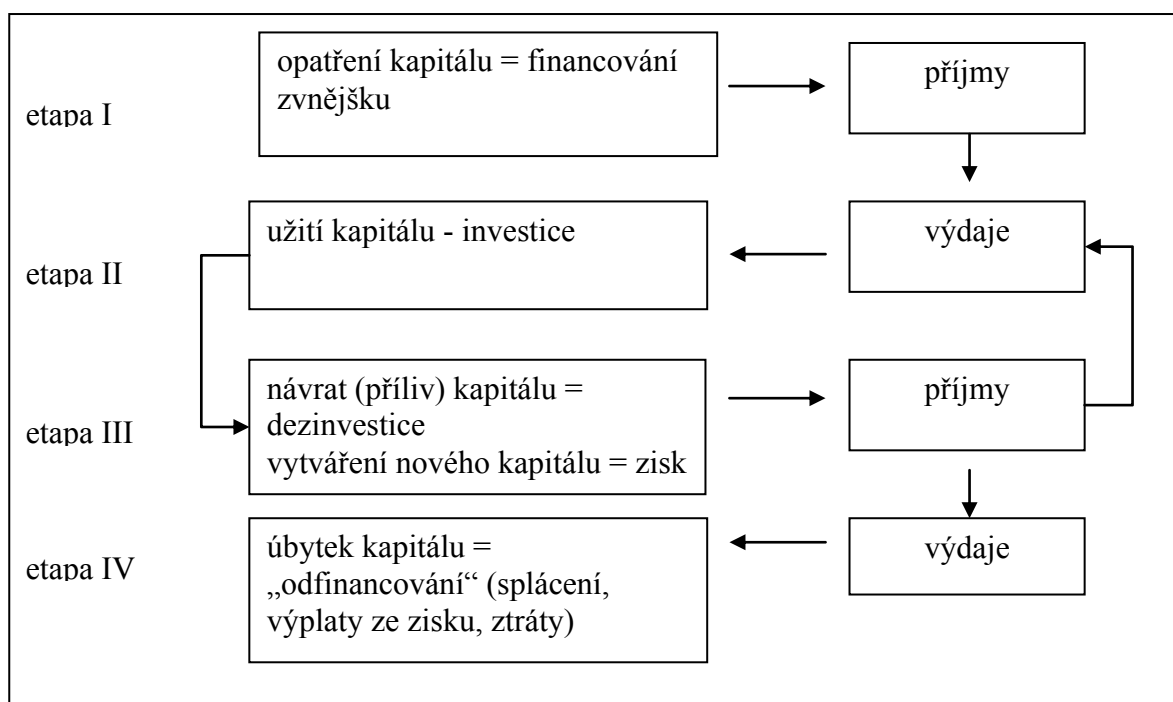 opatření kapitálu = financování
zvnějšku
příjmy
etapa I
užití kapitálu - investice
výdaje
etapa II
návrat (příliv) kapitálu =
dezinvestice
vytváření nového kapitálu = zisk
příjmy
etapa III
úbytek kapitálu =
„odfinancování“ (splácení,
výplaty ze zisku, ztráty)
výdaje
etapa IV